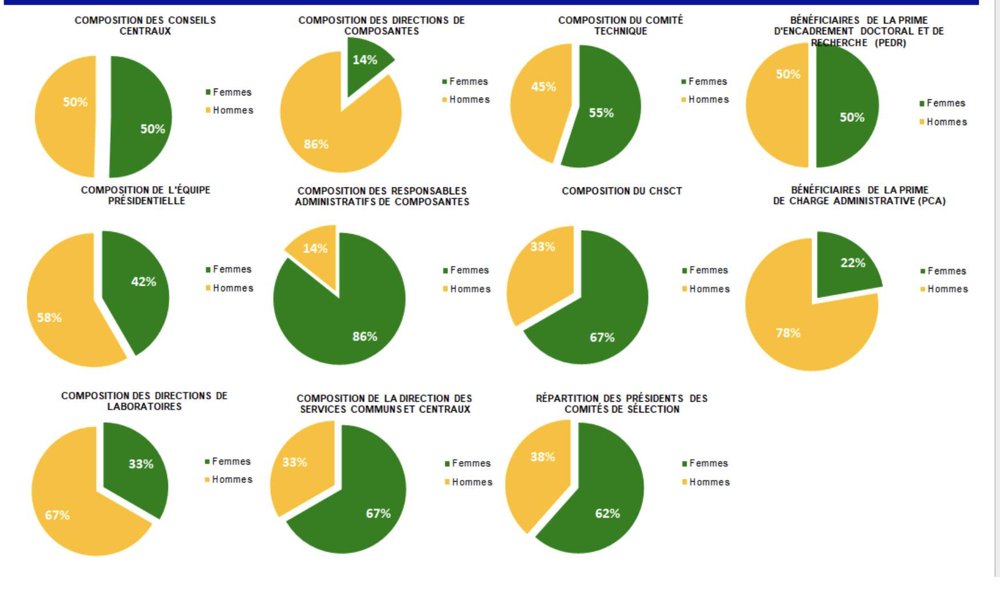 COMPOSITION DES CONSEILS
CENTRAUX
50%
50%
Femmes
Hommes
COMPOSITION DES DIRECTIONS DE
COMPOSANTES
14%
86%
Femmes
Hommes
COMPOSITION DU COMITÉ
TECHNIQUE
45%
55%
Femmes
Hommes
BÉNÉFICIAIRES DE LA PRIME
D'ENCADREMENT DOCTORAL ET DE
RECHERCHE (PEDR)
50%
50%
Femmes
Hommes
COMPOSITION DE L'ÉQUIPE
PRÉSIDENTIELLE
42%
58%
Femmes
Hommes
COMPOSITION DES RESPONSABLES
ADMINISTRATIFS DE COMPOSANTES
14%
86%
Femmes
Hommes
COMPOSITION DU CHSCT
33%
67%
Femmes
Hommes
BÉNÉFICIAIRES DE LA PRIME
DE CHARGE ADMINISTRATIVE (PCA)
22%
78%
Femmes
Hommes
COMPOSITION DES DIRECTIONS DE
LABORATOIRES
33%
67%
Femmes
Hommes
COMPOSITION DE LA DIRECTION DES
SERVICES COMMUNS ET CENTRAUX
33%
67%
Femmes
Hommes
RÉPARTITION DES PRÉSIDENTS DES
COMITÉS DE SÉLECTION
38%
62%
Femmes
Hommes